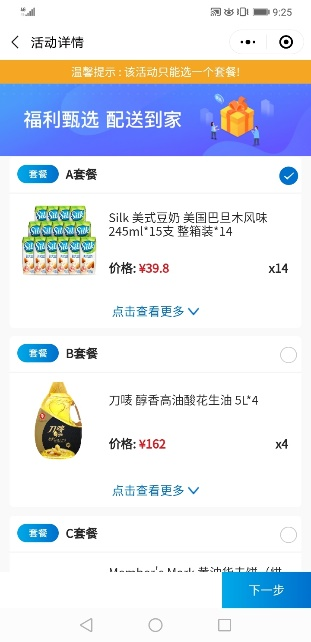 9:25
活动详情
温馨提示 : 该活动只能选一个套餐!
福利甄选 配送到家
套餐 A套餐
Silk 美式豆奶 美国巴旦木风味
245ml*15支 整箱装*14
价格: ¥39.8 x14
点击查看更多
套餐 B套餐
刀唛 醇香高油酸花生油 5L*4
价格: ¥162 x4
点击查看更多
套餐 C套餐
下一步